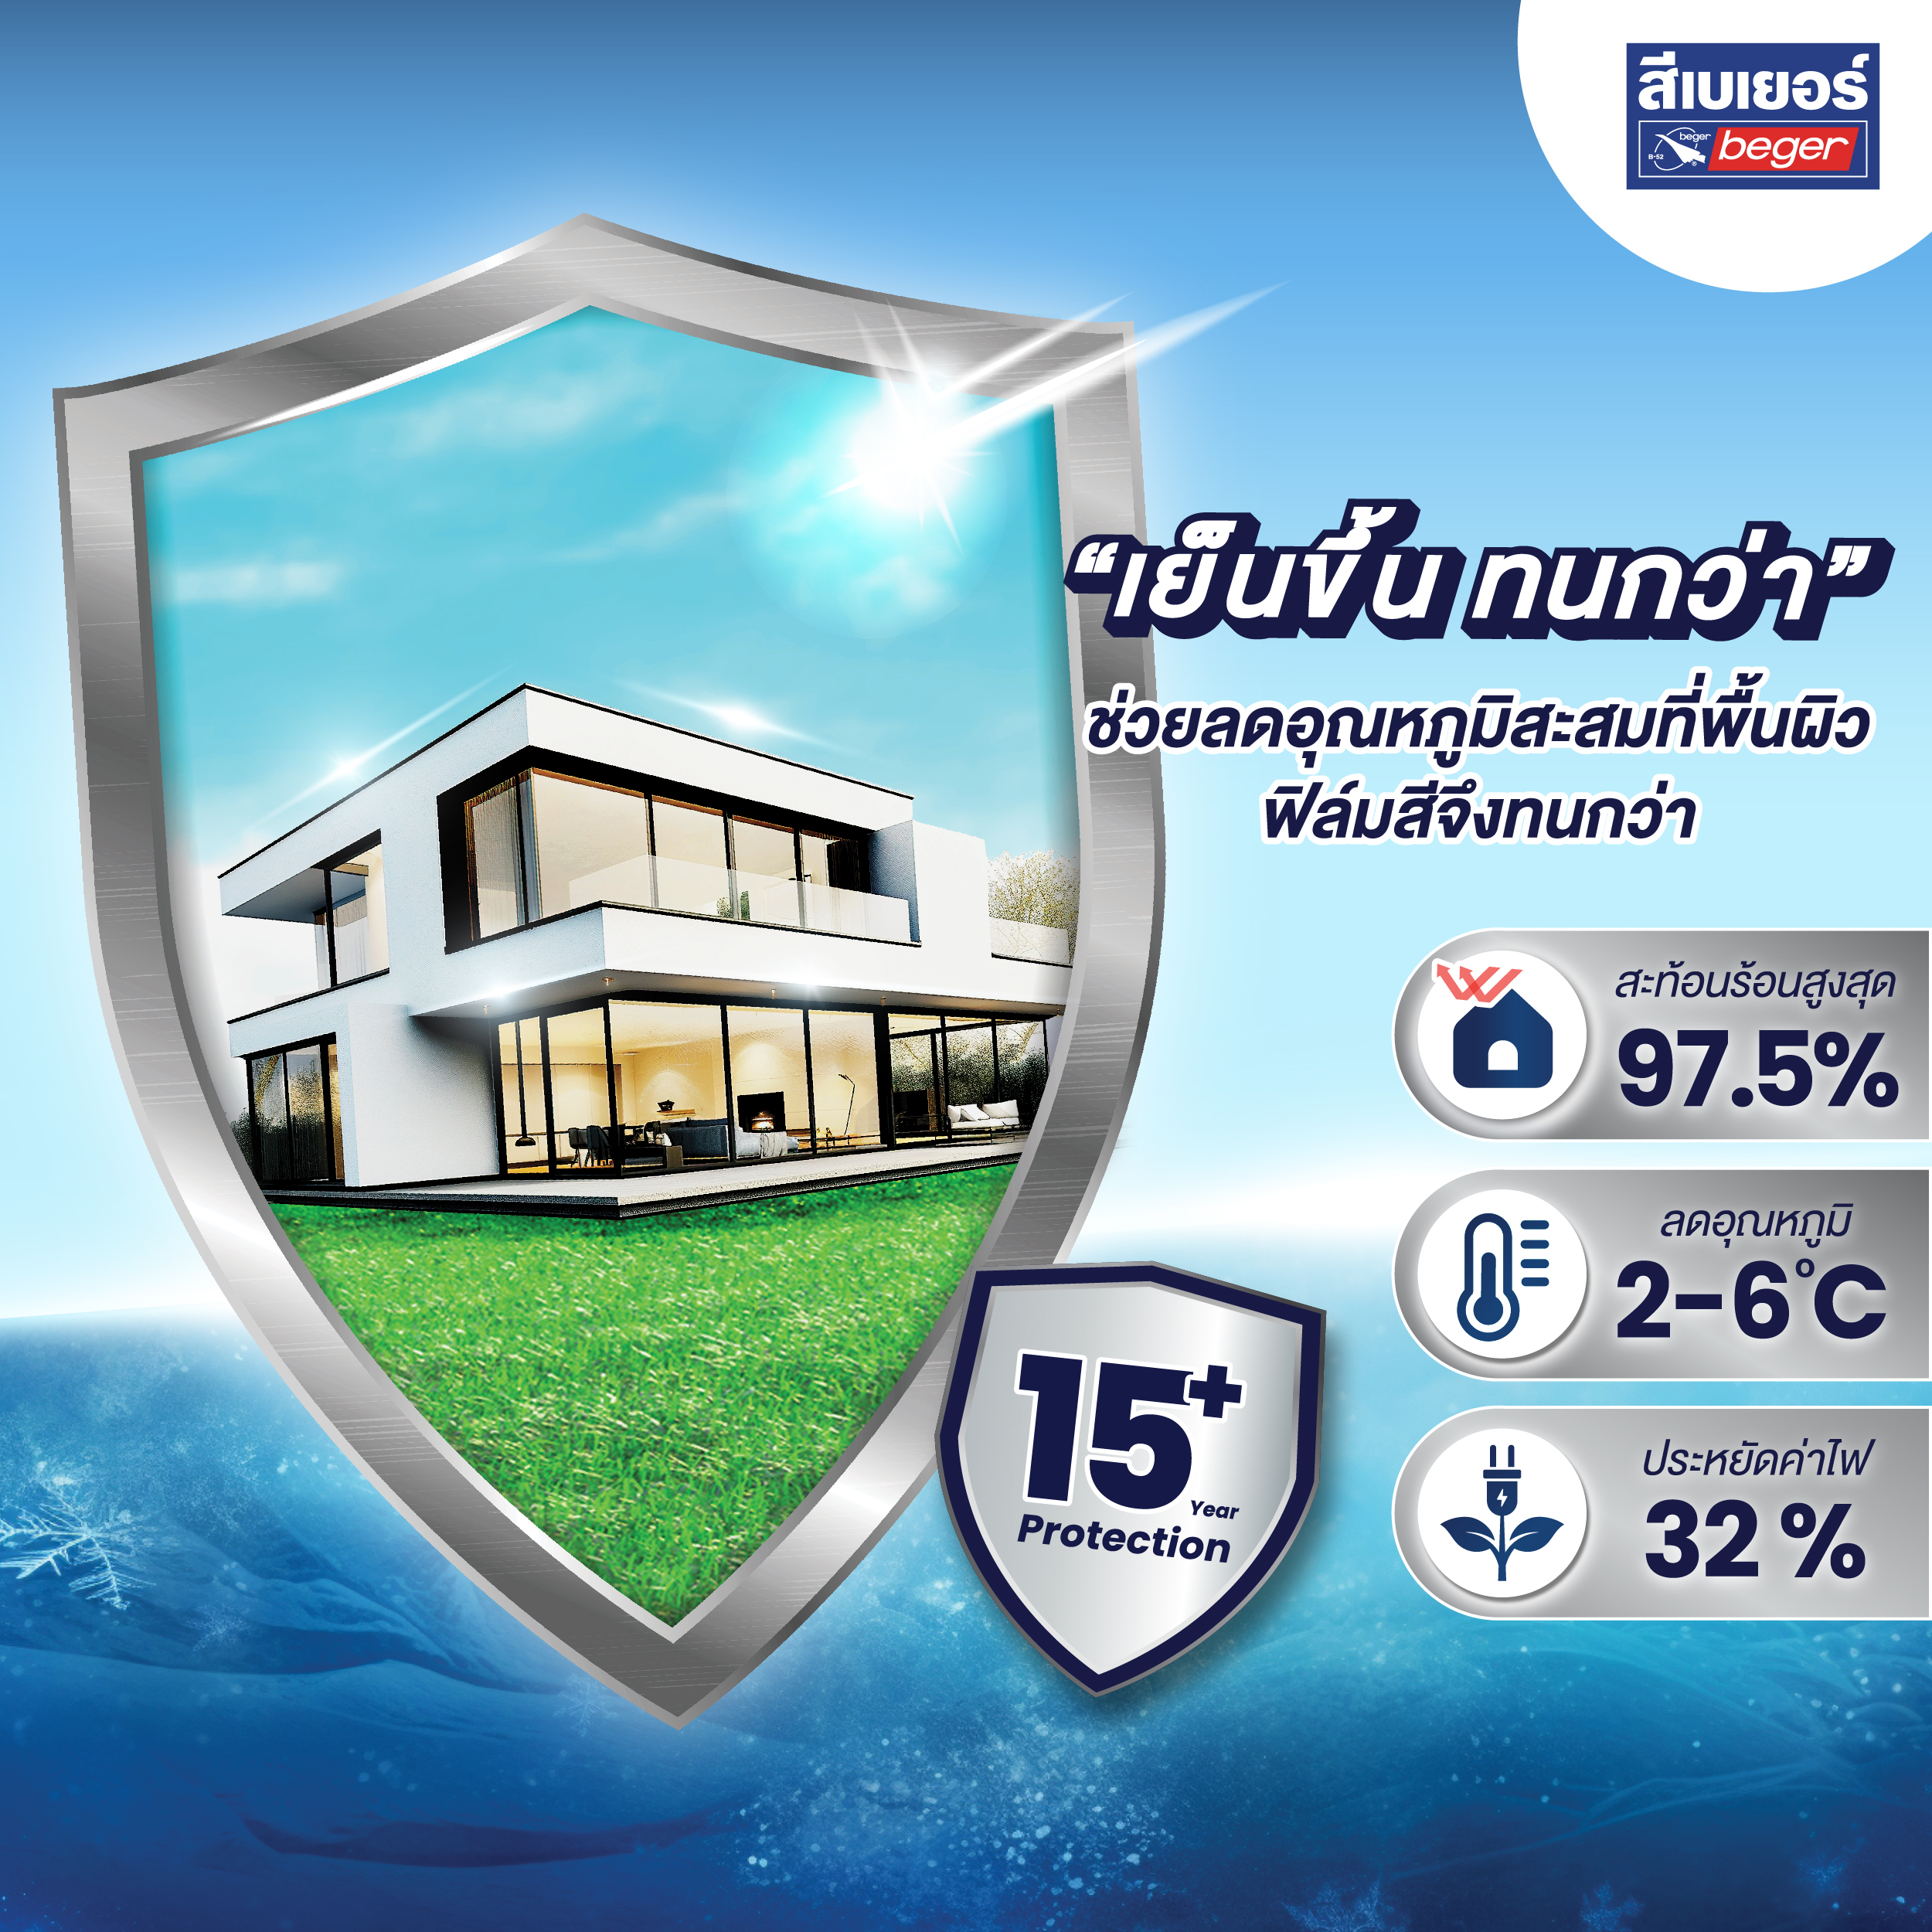 สีเบเยอร์
beger
B-52
®
beger
“เย็นขึ้น ทนกว่า”
ช่วยลดอุณหภูมิสะสมที่พื้นผิว
ฟิล์มสีจึงทนกว่า
สะท้อนร้อนสูงสุด
97.5%
ลดอุณหภูมิ
2-6°C
ประหยัดค่าไฟ
32 %
15+
Year
Protection